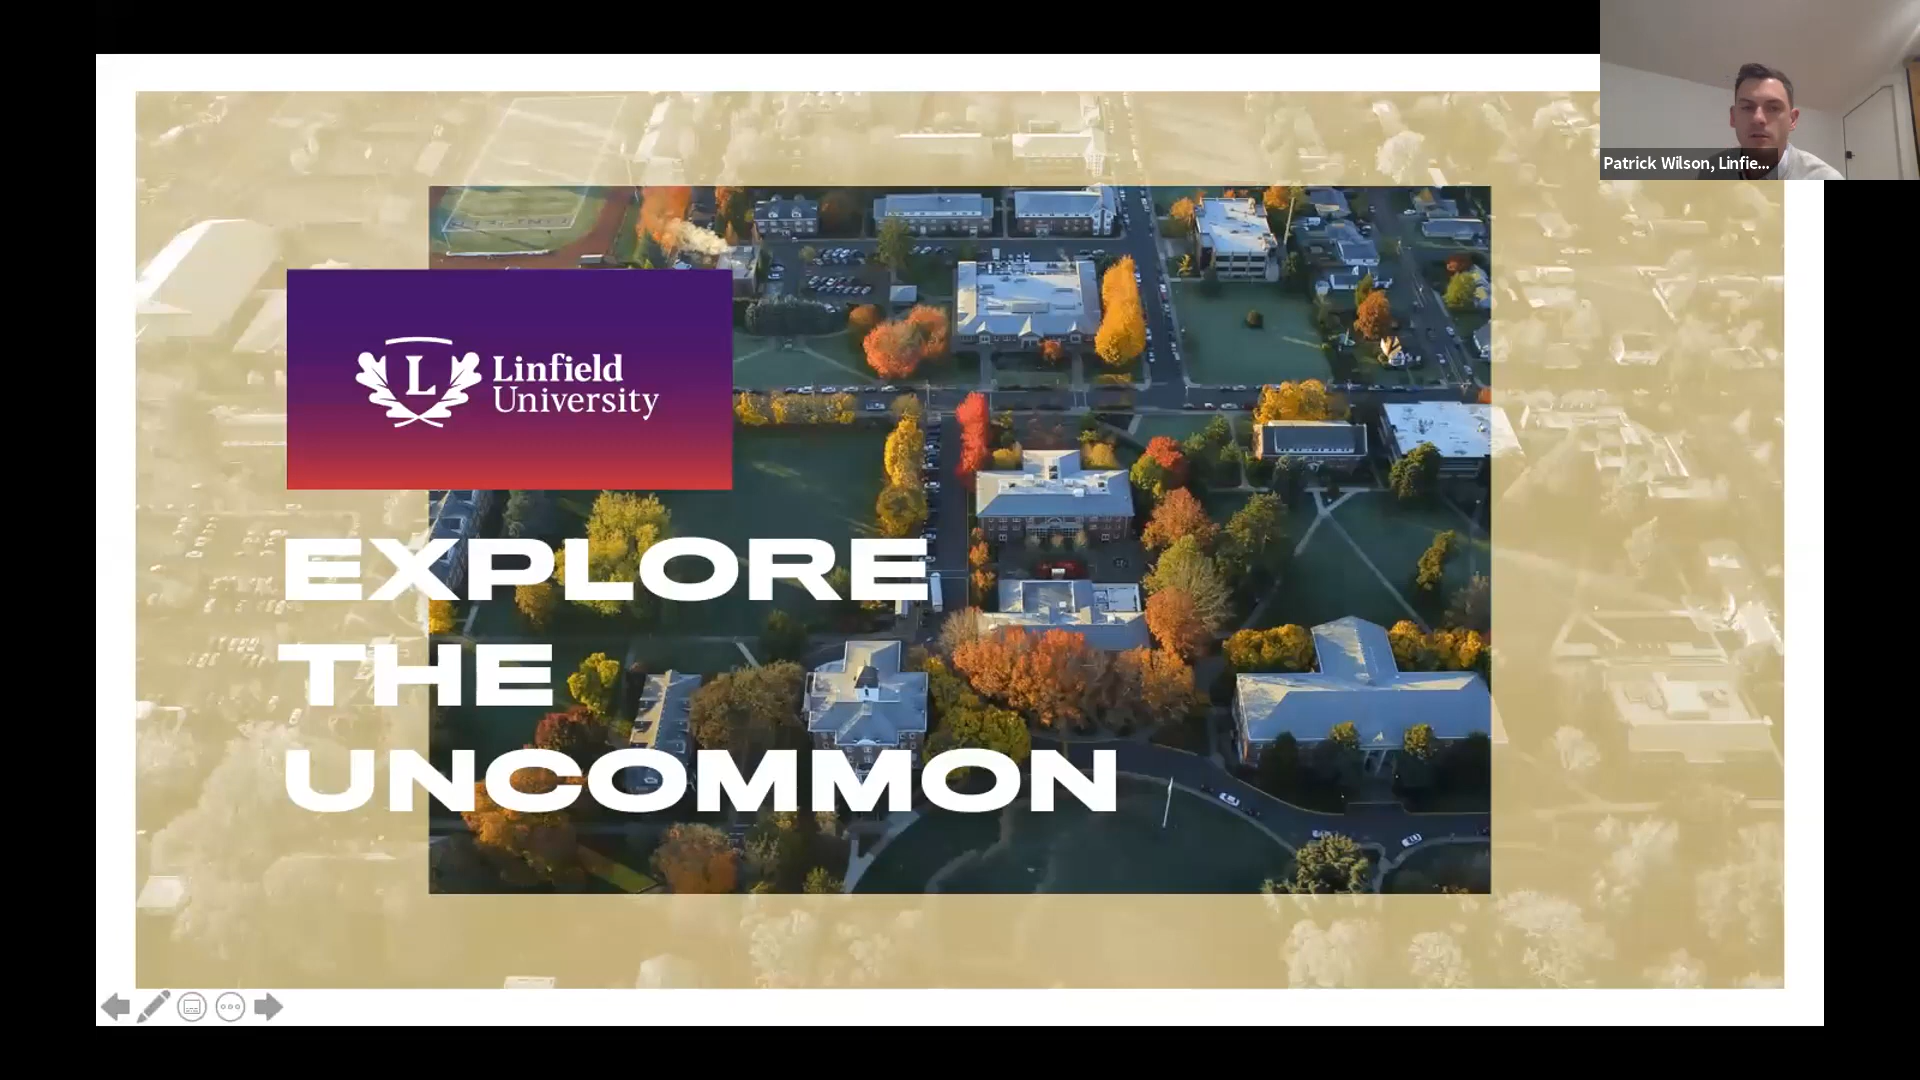 Patrick Wilson, Linfie...
L
Linfield
University
EXPLORE
THE
UNCOMMON